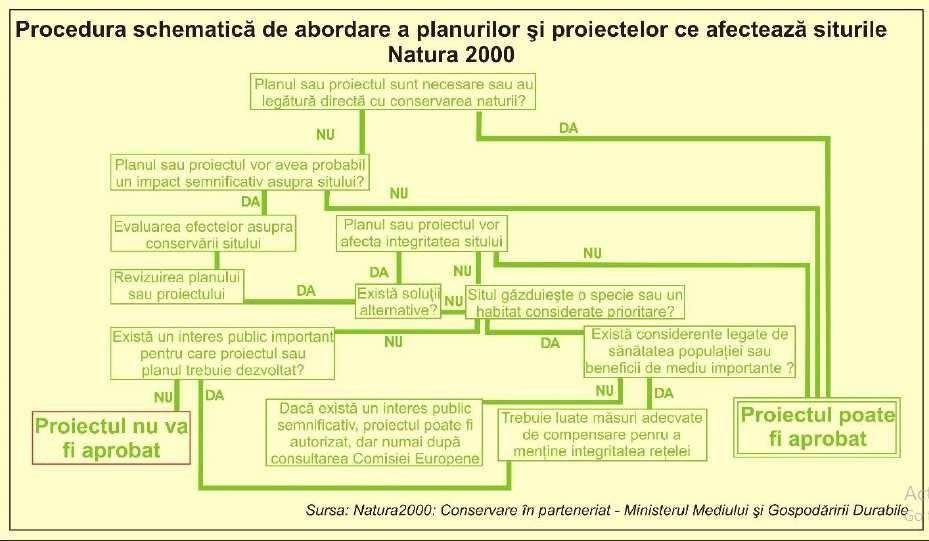 Procedura schematică de abordare a planurilor şi proiectelor ce afectează siturile
Natura 2000
Planul sau proiectul sunt necesare sau au
legătură directă cu conservarea naturii?
NU
DA
Planul sau proiectul vor avea probabil
un impact semnificativ asupra sitului?
DA
NU
Evaluarea efectelor asupra
conservării sitului
Planul sau proiectul vor
afecta integritatea sitului
NU
Revizuirea planului
sau proiectului
DA
DA
NU
Există soluţii
alternative?
NU
Situl găzduieşte o specie sau un
habitat considerate prioritare?
Există un interes public important
pentru care proiectul sau
planul trebuie dezvoltat?
NU
DA
Există considerente legate de
sănătatea populaţiei sau
beneficii de mediu importante ?
NU
DA
NU
DA
Proiectul nu va
fi aprobat
Dacă există un interes public
semnificativ, proiectul poate fi
autorizat, dar numai după
consultarea Comisiei Europene
Trebuie luate măsuri adecvate
de compensare penru a
menţine integritatea reţelei
Proiectul poate
fi aprobat
Sursa: Natura2000: Conservare în parteneriat - Ministerul Mediului şi Gospodăririi Durabile